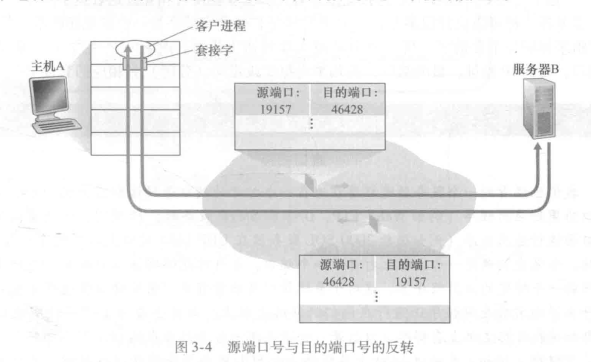 客户进程
套接字
主机A
服务器B
源端口： 目的端口：
19157 46428
⋮
源端口： 目的端口：
46428 19157
⋮
图 3-4 源端口号与目的端口号的反转